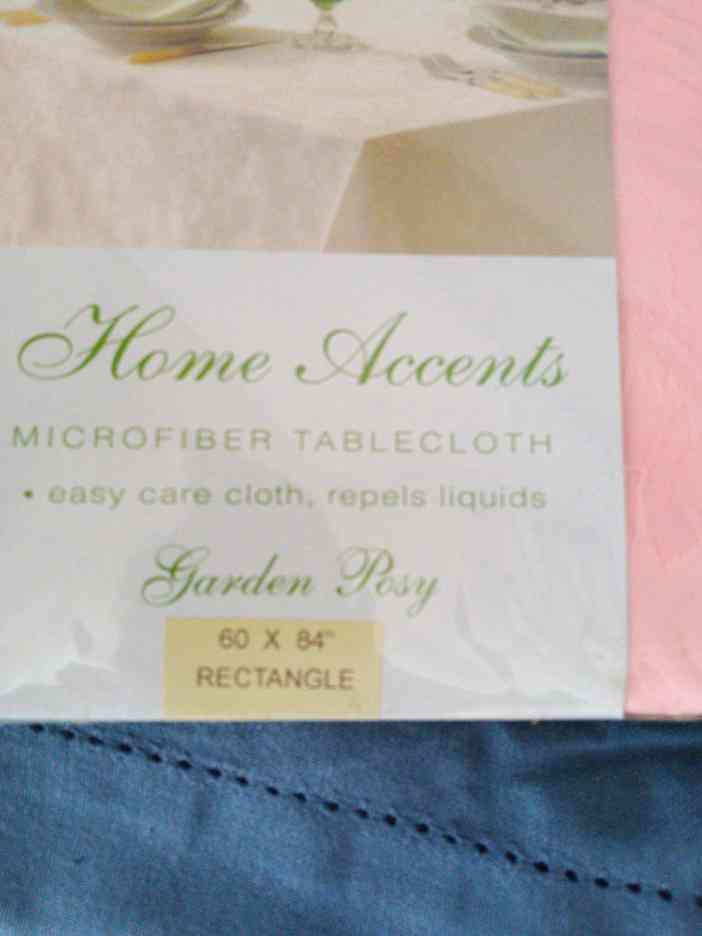 Home Accents
MICROFIBER TABLECLOTH
• easy care cloth, repels liquids
Garden Posy
60 X 84"
RECTANGLE